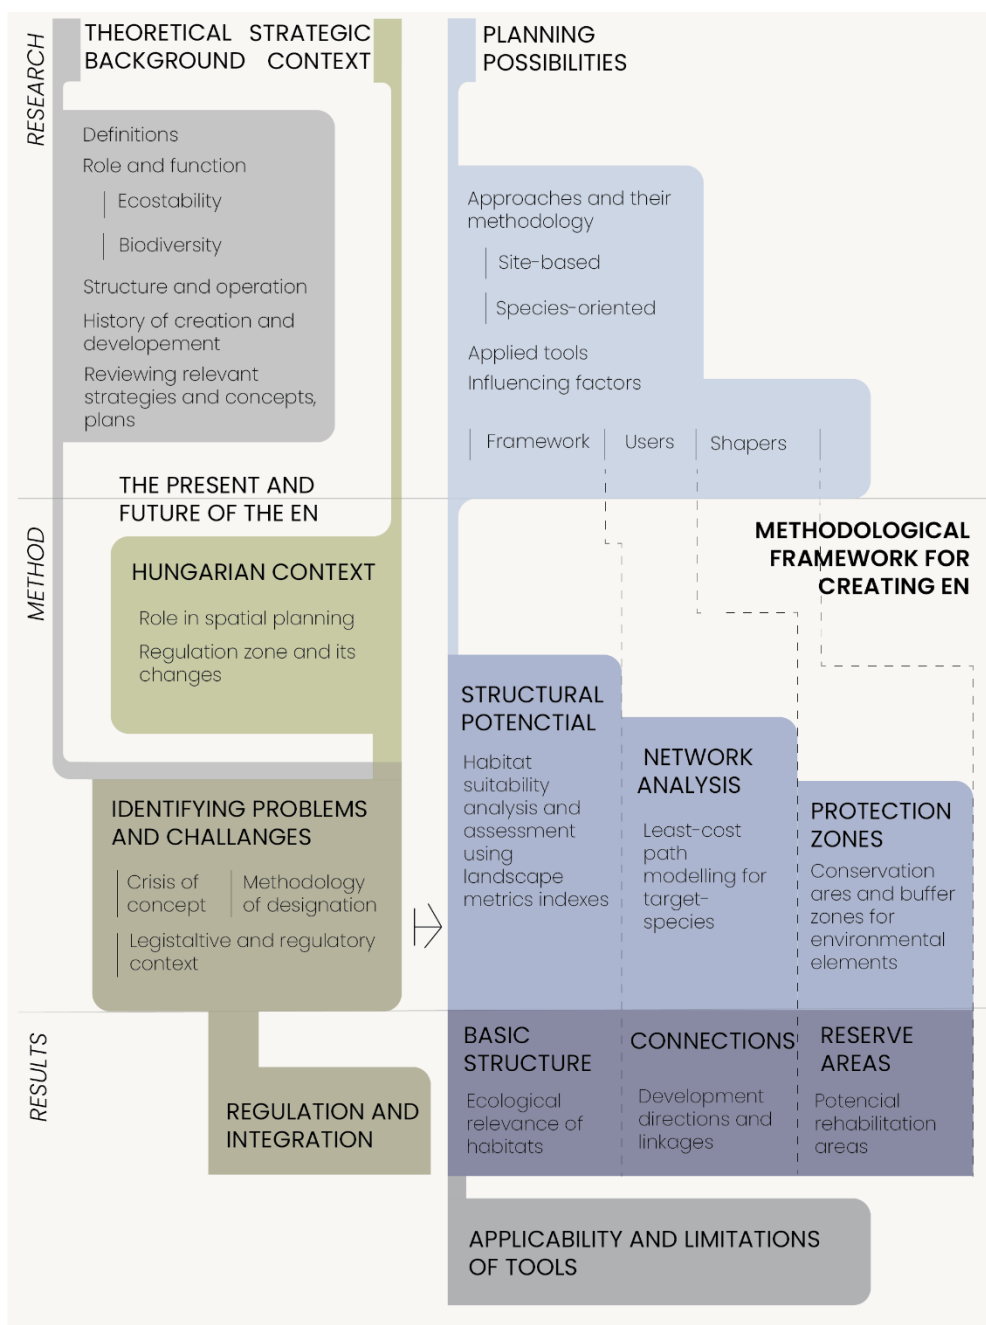 RESEARCH
THEORETICAL
BACKGROUND
STRATEGIC
CONTEXT
PLANNING
POSSIBILITIES
Definitions
Role and function
Ecostability
Biodiversity
Structure and operation
History of creation and
developement
Reviewing relevant
strategies and concepts,
plans
Approaches and their
methodology
Site-based
Species-oriented
Applied tools
Influencing factors
Framework
Users
Shapers
METHOD
THE PRESENT AND
FUTURE OF THE EN
HUNGARIAN CONTEXT
Role in spatial planning
Regulation zone and its
changes
IDENTIFYING PROBLEMS
AND CHALLANGES
Crisis of
concept
Methodology
of designation
Legistaltive and regulatory
context
METHODOLOGICAL
FRAMEWORK FOR
CREATING EN
STRUCTURAL
POTENCTIAL
Habitat
suitability
analysis and
assessment
using
landscape
metrics indexes
NETWORK
ANALYSIS
Least-cost
path
modelling for
target-
species
PROTECTION
ZONES
Conservation
ares and buffer
zones for
environmental
elements
RESULTS
REGULATION AND
INTEGRATION
BASIC
STRUCTURE
Ecological
relevance of
habitats
CONNECTIONS
Development
directions and
linkages
RESERVE
AREAS
Potencial
rehabilitation
areas
APPLICABILITY AND LIMITATIONS
OF TOOLS